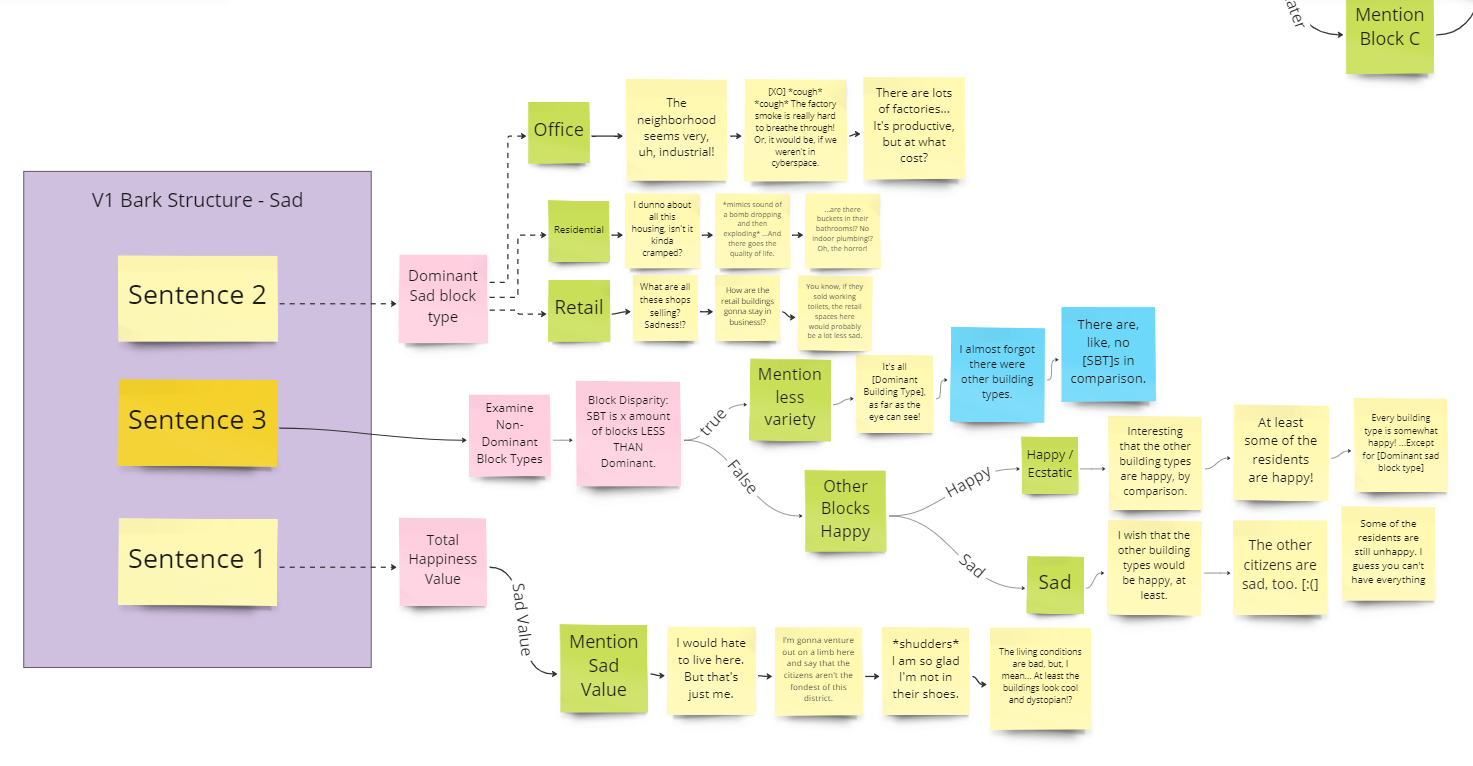 ater
Mention
Block C
V1 Bark Structure - Sad
Sentence 2
Sentence 3
Sentence 1
Dominant
Sad block
type
Office
The
neighborhood
seems very,
uh, industrial!
[XO] *cough*
*cough* The factory
smoke is really hard
to breathe through!
Or, it would be, if we
weren't in
cyberspace.
There are lots
of factories...
It's productive,
but at what
cost?
Residential
I dunno about
all this
housing, isn't it
kinda
cramped?
*mimics sound of
a bomb dropping
and then
exploding* ...And
there goes the
quality of life.
...are there
buckets in their
bathrooms!? No
indoor plumbing!?
Oh, the horror!
Retail
What are all
these shops
selling?
Sadness!?
How are the
retail buildings
gonna stay in
business!?
You know, if they
sold working
toilets, the retail
spaces here
would probably
be a lot less sad.
Examine
Non-
Dominant
Block Types
Block Disparity:
SBT is x amount
of blocks LESS
THAN
Dominant.
true
Mention
less
variety
It's all
[Dominant
Building Type],
as far as the
eye can see!
I almost forgot
there were
other building
types.
There are,
like, no
[SBT]s in
comparison.
False
Other
Blocks
Happy
Happy
Happy /
Ecstatic
Interesting
that the other
building types
are happy, by
comparison.
At least
some of the
residents
are happy!
Every building
type is somewhat
happy! ...Except
for [Dominant sad
block type]
Sad
Sad
I wish that the
other building
types would
be happy, at
least.
The other
citizens are
sad, too. [:(]
Some of the
residents are
still unhappy. I
guess you can't
have everything
Total
Happiness
Value
Sad Value
Mention
Sad
Value
I would hate
to live here.
But that's
just me.
I'm gonna venture
out on a limb here
and say that the
citizens aren't the
fondest of this
district.
*shudders*
I am so glad
I'm not in
their shoes.
The living conditions
are bad, but, I
mean... At least the
buildings look cool
and dystopian!?